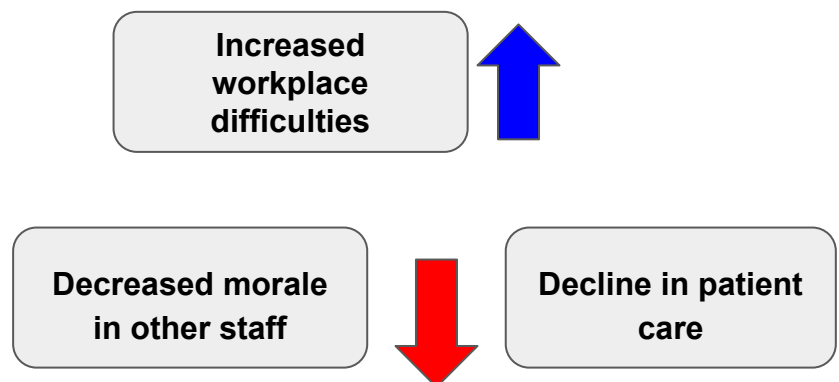 Increased
workplace
difficulties
Decreased morale
in other staff
Decline in patient
care